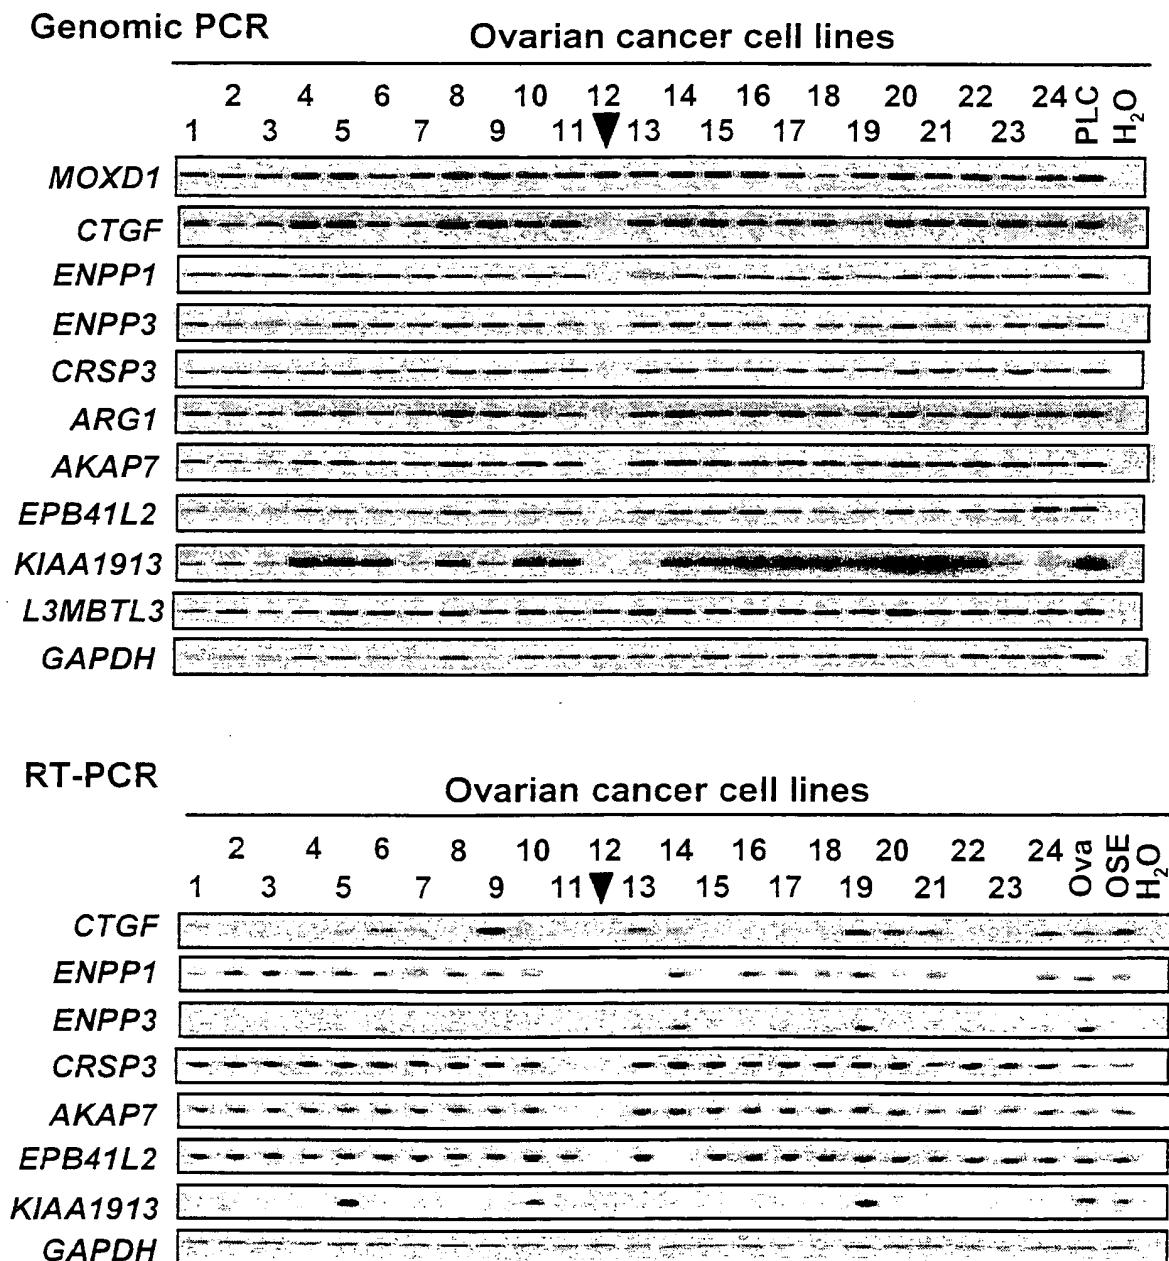 Genomic PCR
Ovarian cancer cell lines
2 4 6 8 10 12 14 16 18 20 22 24 PLC H₂O
1 3 5 7 9 11 13 15 17 19 21 23
MOXD1
CTGF
ENPP1
ENPP3
CRSP3
ARG1
AKAP7
EPB41L2
KIAA1913
L3MBTL3
GAPDH
RT-PCR
Ovarian cancer cell lines
2 4 6 8 10 12 14 16 18 20 22 24 Ova OSE H₂O
1 3 5 7 9 11 13 15 17 19 21 23
CTGF
ENPP1
ENPP3
CRSP3
AKAP7
EPB41L2
KIAA1913
GAPDH